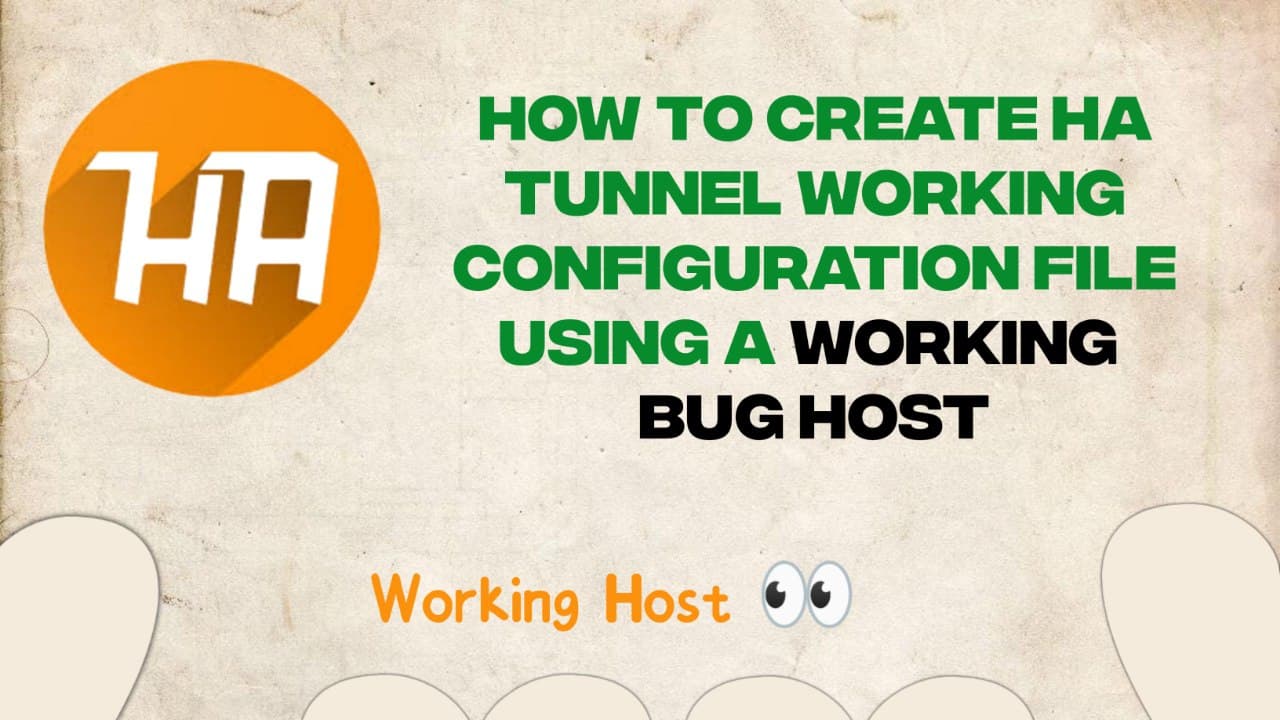 HA
HOW TO CREATE HA
TUNNEL WORKING
CONFIGURATION FILE
USING A WORKING
BUG HOST
Working Host 👀